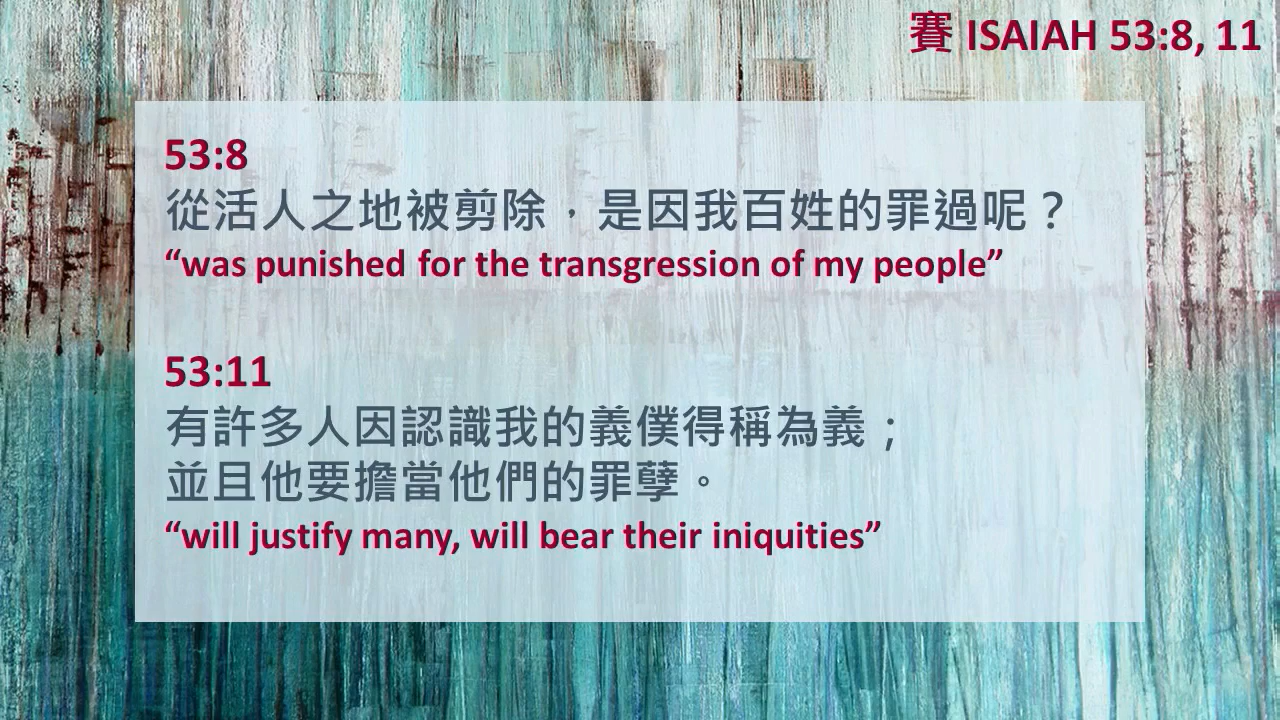 賽 ISAIAH 53:8, 11
53:8
從活人之地被剪除，是因我百姓的罪過呢？
“was punished for the transgression of my people”
53:11
有許多人因認識我的義僕得稱為義；
並且他要擔當他們的罪孽。
“will justify many, will bear their iniquities”